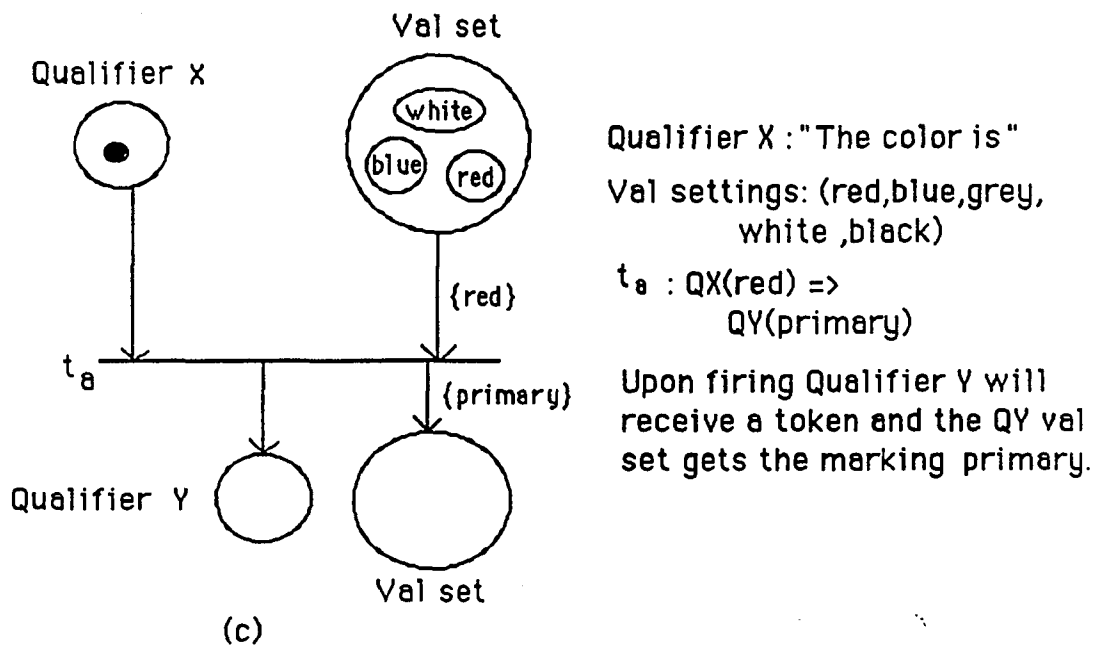 Val set
Qualifier X
white
blue
red
{red}
t a
{primary}
Qualifier Y
Val set
(c)
Qualifier X : "The color is"
Val settings: (red,blue,grey,
white ,black)
t a : QX(red) =>
QY(primary)
Upon firing Qualifier Y will
receive a token and the QY val
set gets the marking primary.